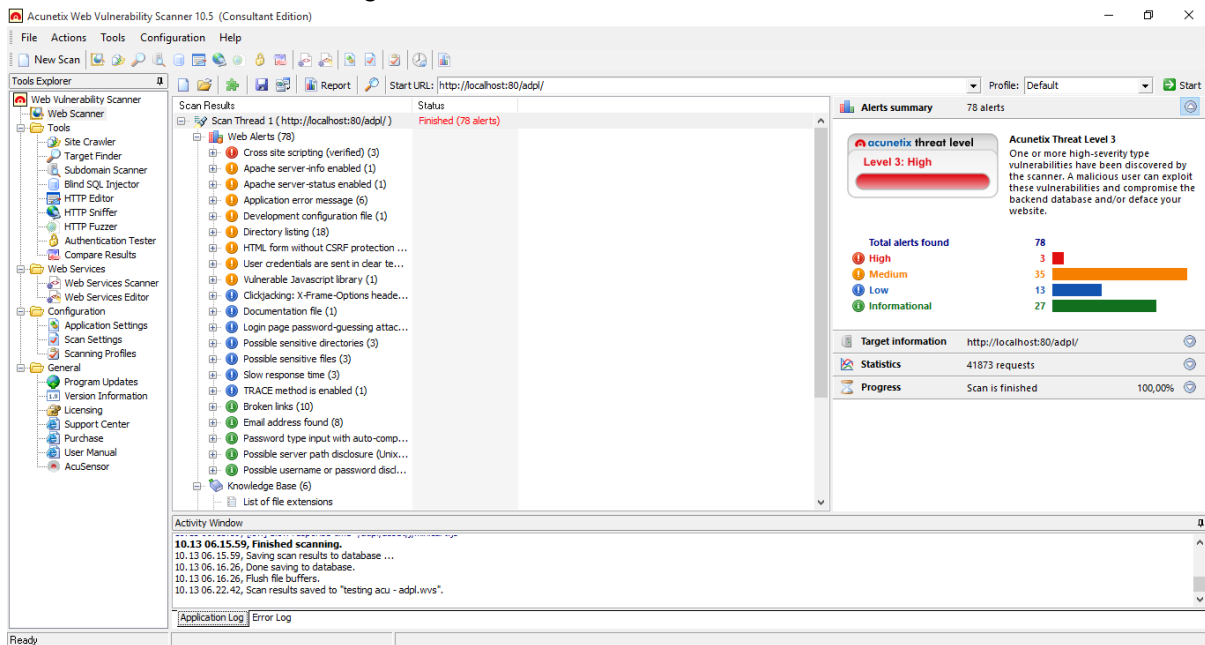 Acunetix Web Vulnerability Scanner 10.5 (Consultant Edition)
File Actions Tools Configuration Help
New Scan
Tools Explorer
Report
Start URL: http://localhost:80/adpl/
Profile: Default
Start
Web Vulnerability Scanner
Web Scanner
Tools
Site Crawler
Target Finder
Subdomain Scanner
Blind SQL Injector
HTTP Editor
HTTP Sniffer
HTTP Fuzzer
Authentication Tester
Compare Results
Web Services
Web Services Scanner
Web Services Editor
Configuration
Application Settings
Scan Settings
Scanning Profiles
General
Program Updates
Version Information
Licensing
Support Center
Purchase
User Manual
AcuSensor
Scan Results Status
Scan Thread 1 ( http://localhost:80/adpl/ ) Finished (78 alerts)
Web Alerts (78)
Cross site scripting (verified) (3)
Apache server-info enabled (1)
Apache server-status enabled (1)
Application error message (6)
Development configuration file (1)
Directory listing (18)
HTML form without CSRF protection ...
User credentials are sent in clear te...
Vulnerable Javascript library (1)
Clickjacking: X-Frame-Options heade...
Documentation file (1)
Login page password-guessing attac...
Possible sensitive directories (3)
Possible sensitive files (3)
Slow response time (3)
TRACE method is enabled (1)
Broken links (10)
Email address found (8)
Password type input with auto-comp...
Possible server path disclosure (Unix...
Possible username or password discl...
Knowledge Base (6)
List of file extensions
Alerts summary 78 alerts
acunetix threat level
Level 3: High
Acunetix Threat Level 3
One or more high-severity type
vulnerabilities have been discovered by
the scanner. A malicious user can exploit
these vulnerabilities and compromise the
backend database and/or deface your
website.
Total alerts found 78
High 3
Medium 35
Low 13
Informational 27
Target information http://localhost:80/adpl/
Statistics 41873 requests
Progress Scan is finished 100,00%
Activity Window
10.13 06.15.59, Finished scanning.
10.13 06.15.59, Saving scan results to database ...
10.13 06.16.26, Done saving to database.
10.13 06.16.26, Flush file buffers.
10.13 06.22.42, Scan results saved to "testing acu - adpl.wvs".
Application Log Error Log
Ready